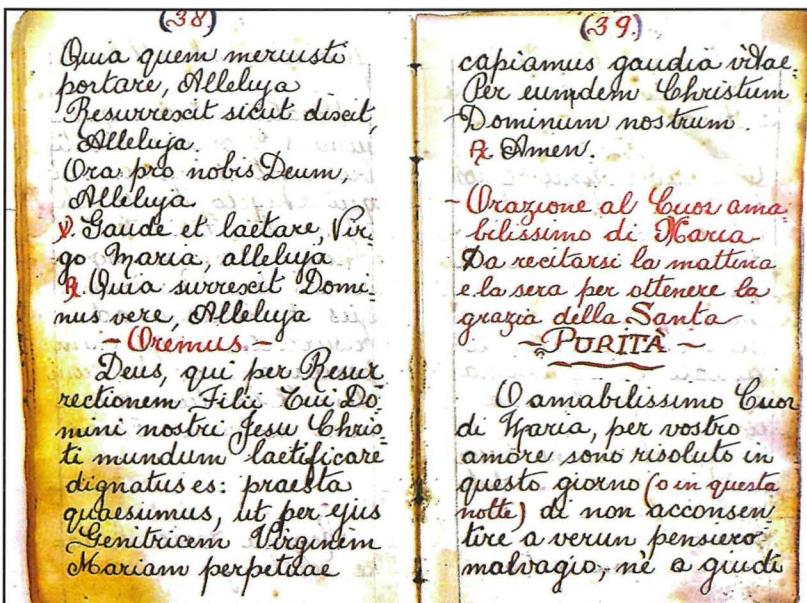 (38)
Quia quem meruisti
portare, Alleluja
Resurrexit sicut dixit,
Alleluja.
Ora pro nobis Deum,
Alleluja.
℣. Gaude et laetare, Vir-
go Maria, alleluja
℟. Quia surrexit Domi-
nus vere, Alleluja
- Oremus -
Deus, qui per Resur
rectionem Filii Tui Do-
mini nostri Jesu Chris-
ti mundum laetificare
dignatus es: praesta
quaesumus, ut per ejus
Genitricem Virginem
Mariam perpetuae
(39.)
capiamus gaudia vitae.
Per eumdem Christum
Dominum nostrum.
℟. Amen.
- Orazione al Cuor ama-
bilissimo di Maria
Da recitarsi la mattina
e la sera per ottenere la
grazia della Santa
- PURITÀ -
O amabilissimo Cuor
di Maria, per vostro
amore sono risoluto in
questo giorno (o in questa
notte) di non acconsen
tire a verun pensiero
malvagio, nè a giudi